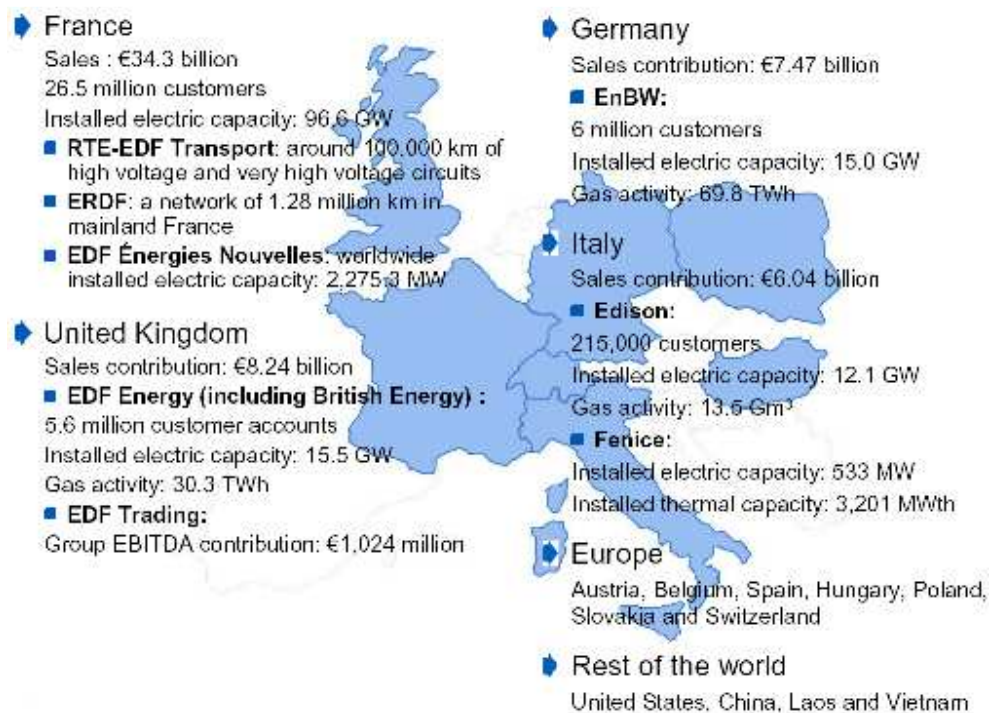 France
Sales : €34.3 billion
26.5 million customers
Installed electric capacity: 96.6 GW
RTE-EDF Transport: around 100,000 km of
high voltage and very high voltage circuits
ERDF: a network of 1.28 million km in
mainland France
EDF Énergies Nouvelles: worldwide
installed electric capacity: 2,275.3 MW
United Kingdom
Sales contribution: €8.24 billion
EDF Energy (including British Energy) :
5.6 million customer accounts
Installed electric capacity: 15.5 GW
Gas activity: 30.3 TWh
EDF Trading:
Group EBITDA contribution: €1,024 million
Germany
Sales contribution: €7.47 billion
EnBW:
6 million customers
Installed electric capacity: 15.0 GW
Gas activity: 69.8 TWh
Italy
Sales contribution: €6.04 billion
Edison:
215,000 customers
Installed electric capacity: 12.1 GW
Gas activity: 13.5 Gm³
Fenice:
Installed electric capacity: 533 MW
Installed thermal capacity: 3,201 MWth
Europe
Austria, Belgium, Spain, Hungary, Poland,
Slovakia and Switzerland
Rest of the world
United States, China, Laos and Vietnam